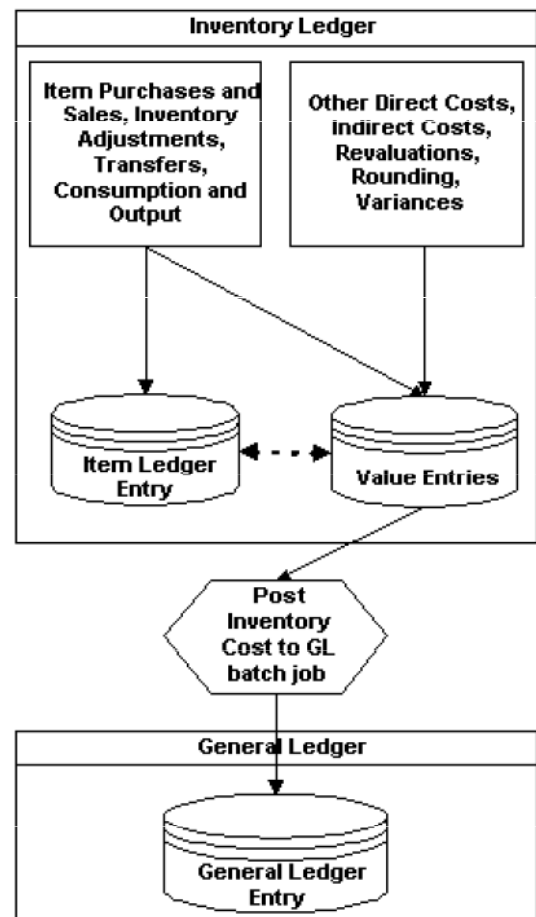 Inventory Ledger
Item Purchases and
Sales, Inventory
Adjustments,
Transfers,
Consumption and
Output
Other Direct Costs,
Indirect Costs,
Revaluations,
Rounding,
Variances
Item Ledger
Entry
Value Entries
Post
Inventory
Cost to GL
batch job
General Ledger
General Ledger
Entry